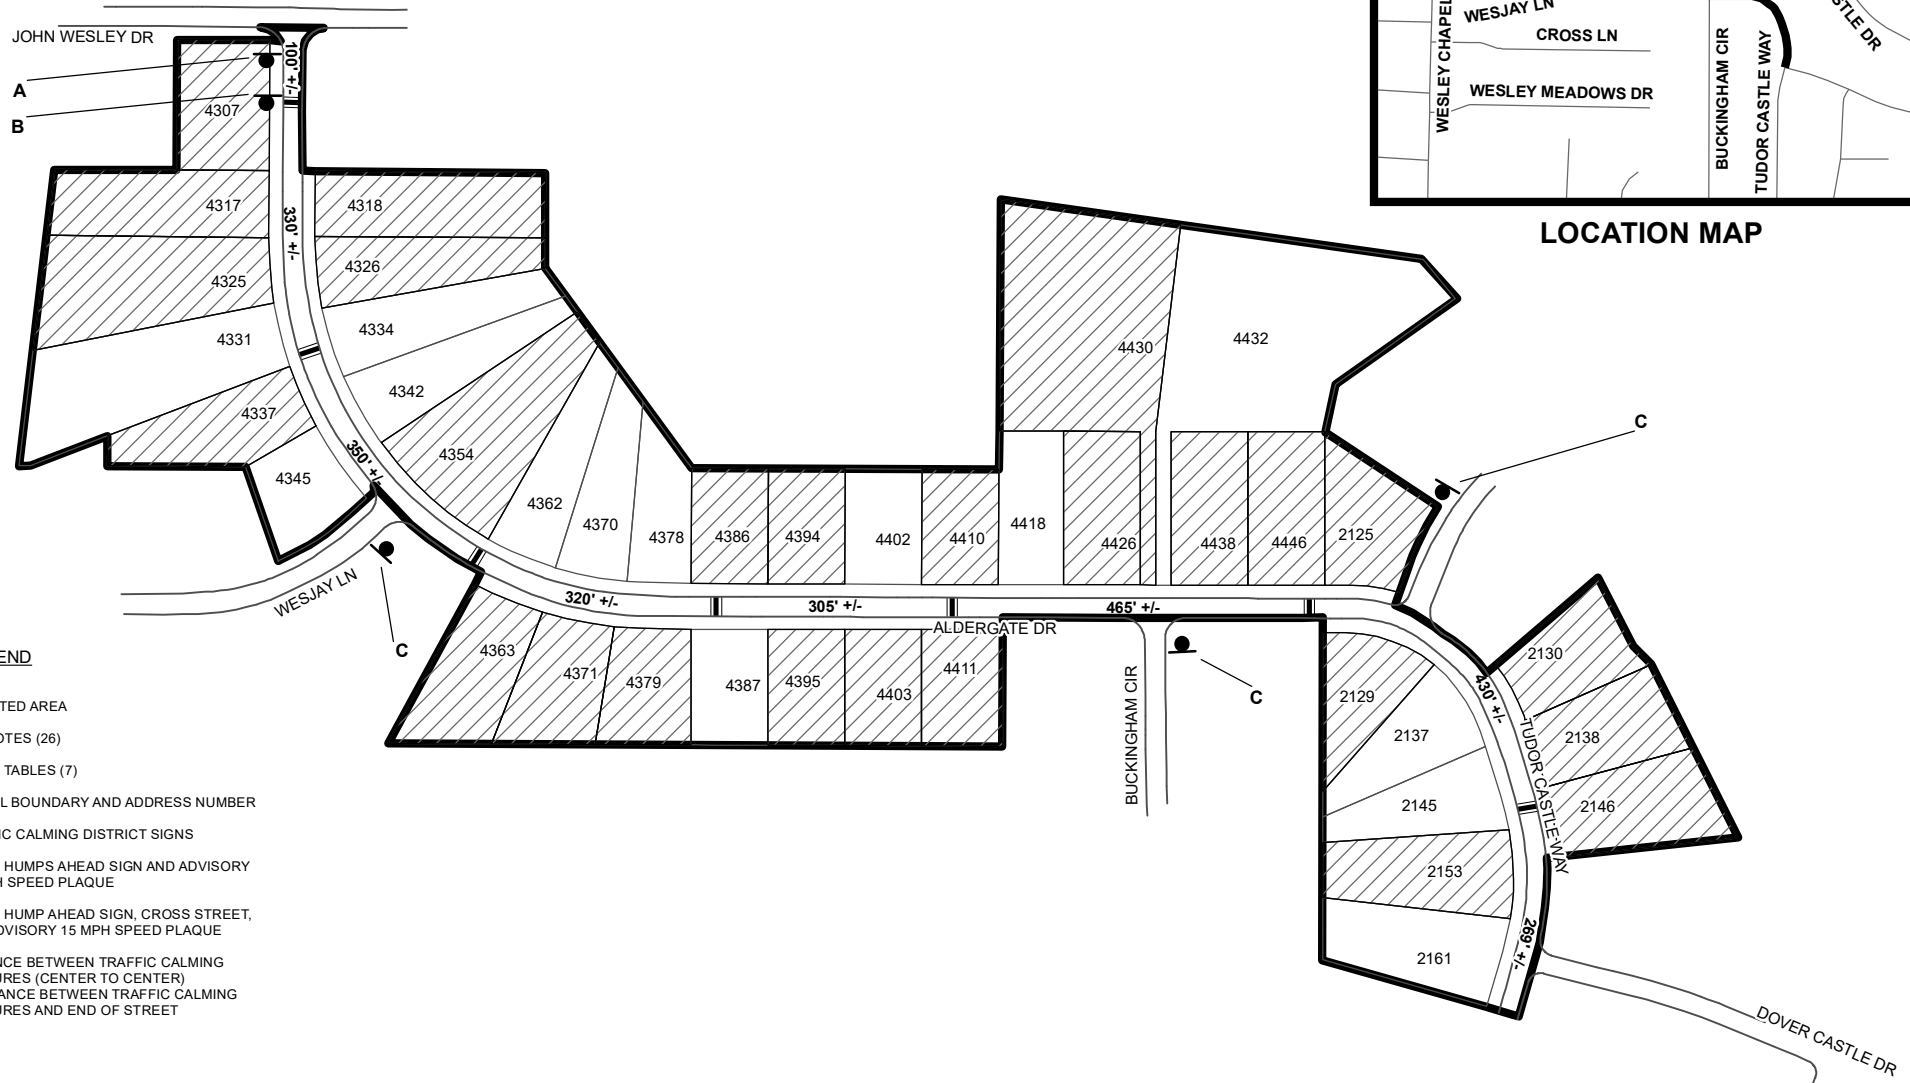 JOHN WESLEY DR
A
B
100' +/-
4307
4317
4318
330' +/-
4325
4326
4331
4334
4337
4342
4345
350' +/-
4354
4362
4370
4378
4386
4394
4402
4410
4418
4426
4430
4432
4438
4446
2125
C
WESJAY LN
C
320' +/-
305' +/-
465' +/-
ALDERGATE DR
4363
4371
4379
4387
4395
4403
4411
BUCKINGHAM CIR
C
430' +/-
TUDOR CASTLE WAY
2129
2130
2137
2138
2145
2146
2153
2161
269' +/-
DOVER CASTLE DR
WESLEY CHAPEL
WESJAY LN
CROSS LN
WESLEY MEADOWS DR
BUCKINGHAM CIR
TUDOR CASTLE WAY
STLE DR
LOCATION MAP
END
TED AREA
OTES (26)
TABLES (7)
L BOUNDARY AND ADDRESS NUMBER
IC CALMING DISTRICT SIGNS
HUMPS AHEAD SIGN AND ADVISORY
H SPEED PLAQUE
HUMP AHEAD SIGN, CROSS STREET,
DVISORY 15 MPH SPEED PLAQUE
NCE BETWEEN TRAFFIC CALMING
URES (CENTER TO CENTER)
ANCE BETWEEN TRAFFIC CALMING
URES AND END OF STREET